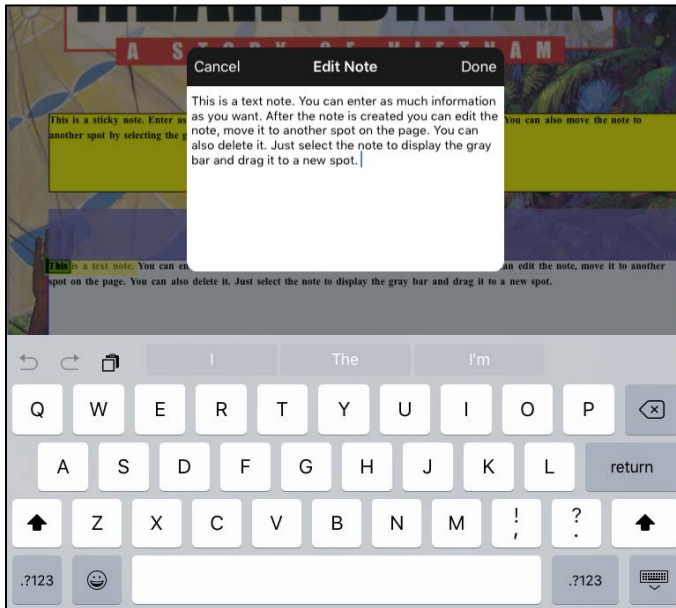 A STORY OF VIETNAM
Cancel Edit Note Done
This is a text note. You can enter as much information
as you want. After the note is created you can edit the
note, move it to another spot on the page. You can
also delete it. Just select the note to display the gray
bar and drag it to a new spot.
This is a sticky note. Enter as You can also move the note to
another spot by selecting the g
This is a text note. You can en an edit the note, move it to another
spot on the page. You can also delete it. Just select the note to display the gray bar and drag it to a new spot.
I The I'm
Q W E R T Y U I O P
A S D F G H J K L return
Z X C V B N M ! , ? .
.?123 .?123